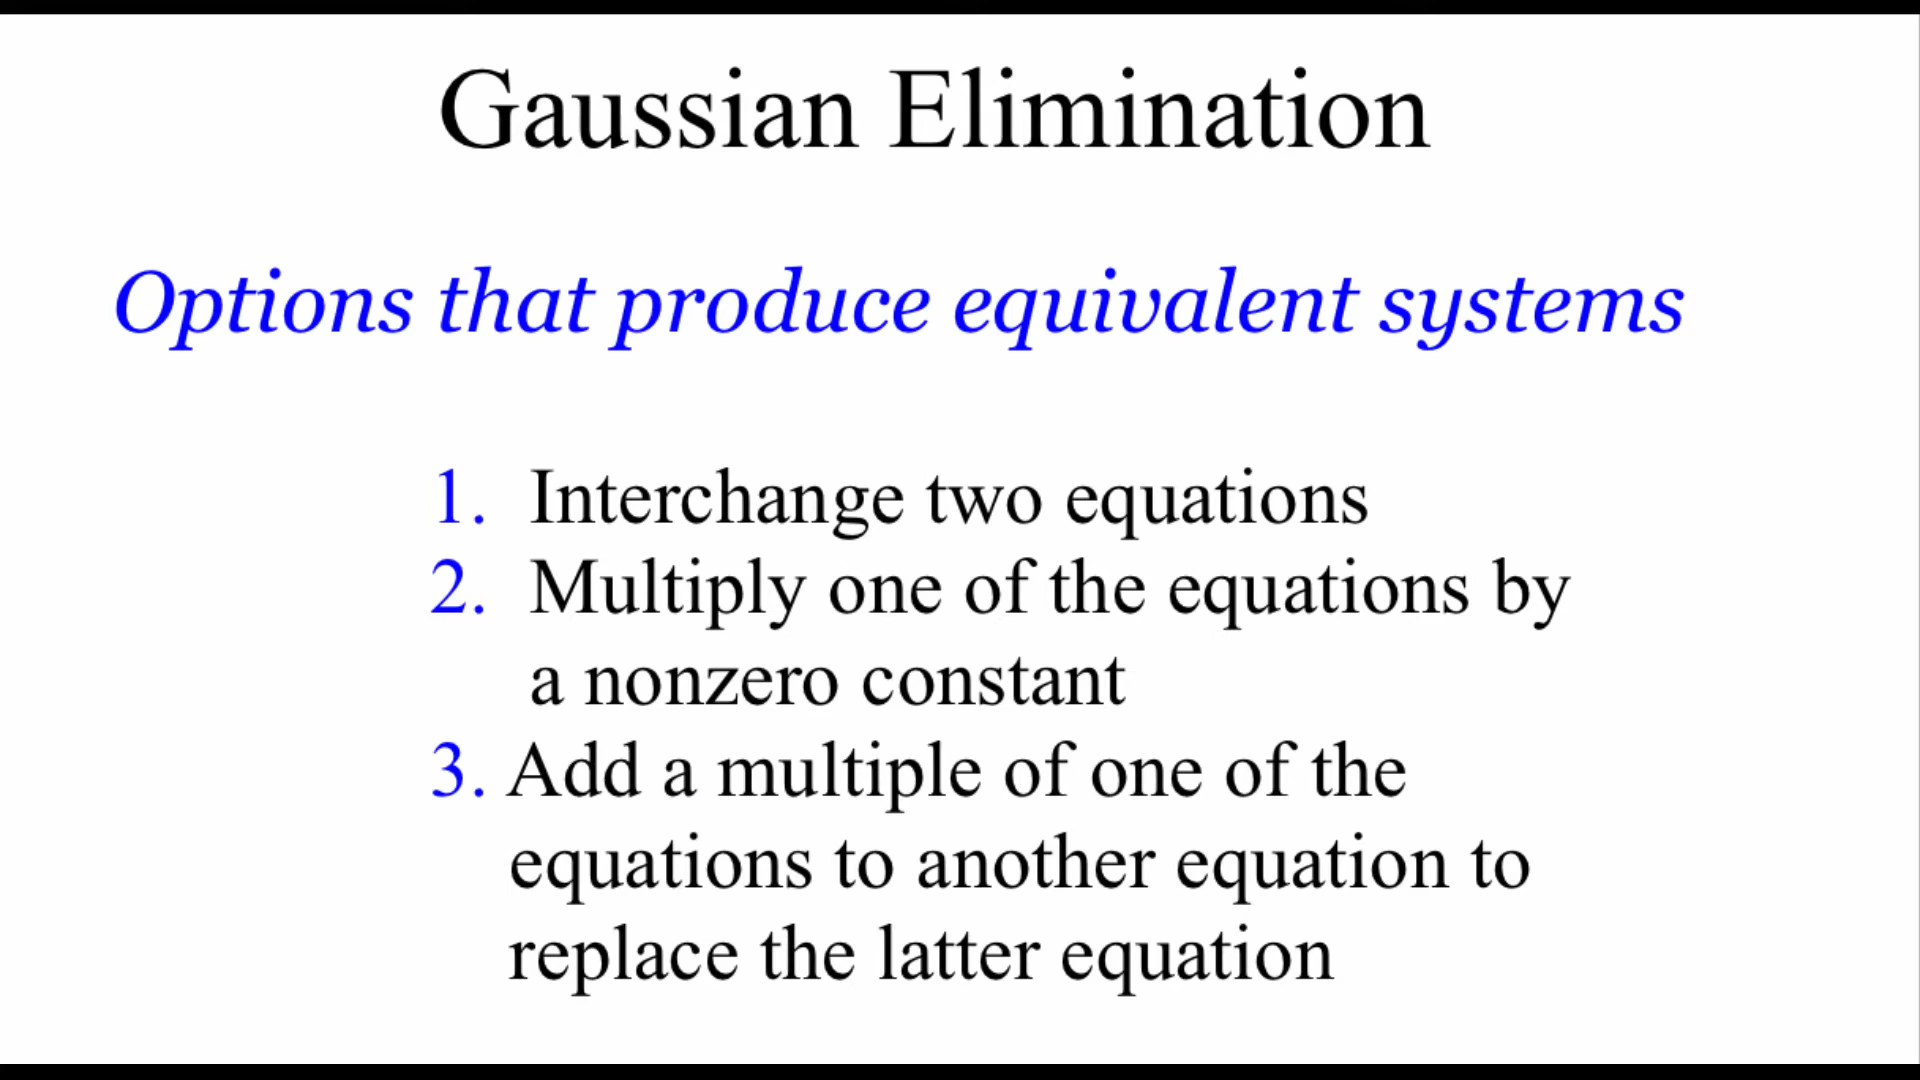 Gaussian Elimination
Options that produce equivalent systems
1. Interchange two equations
2. Multiply one of the equations by
a nonzero constant
3. Add a multiple of one of the
equations to another equation to
replace the latter equation